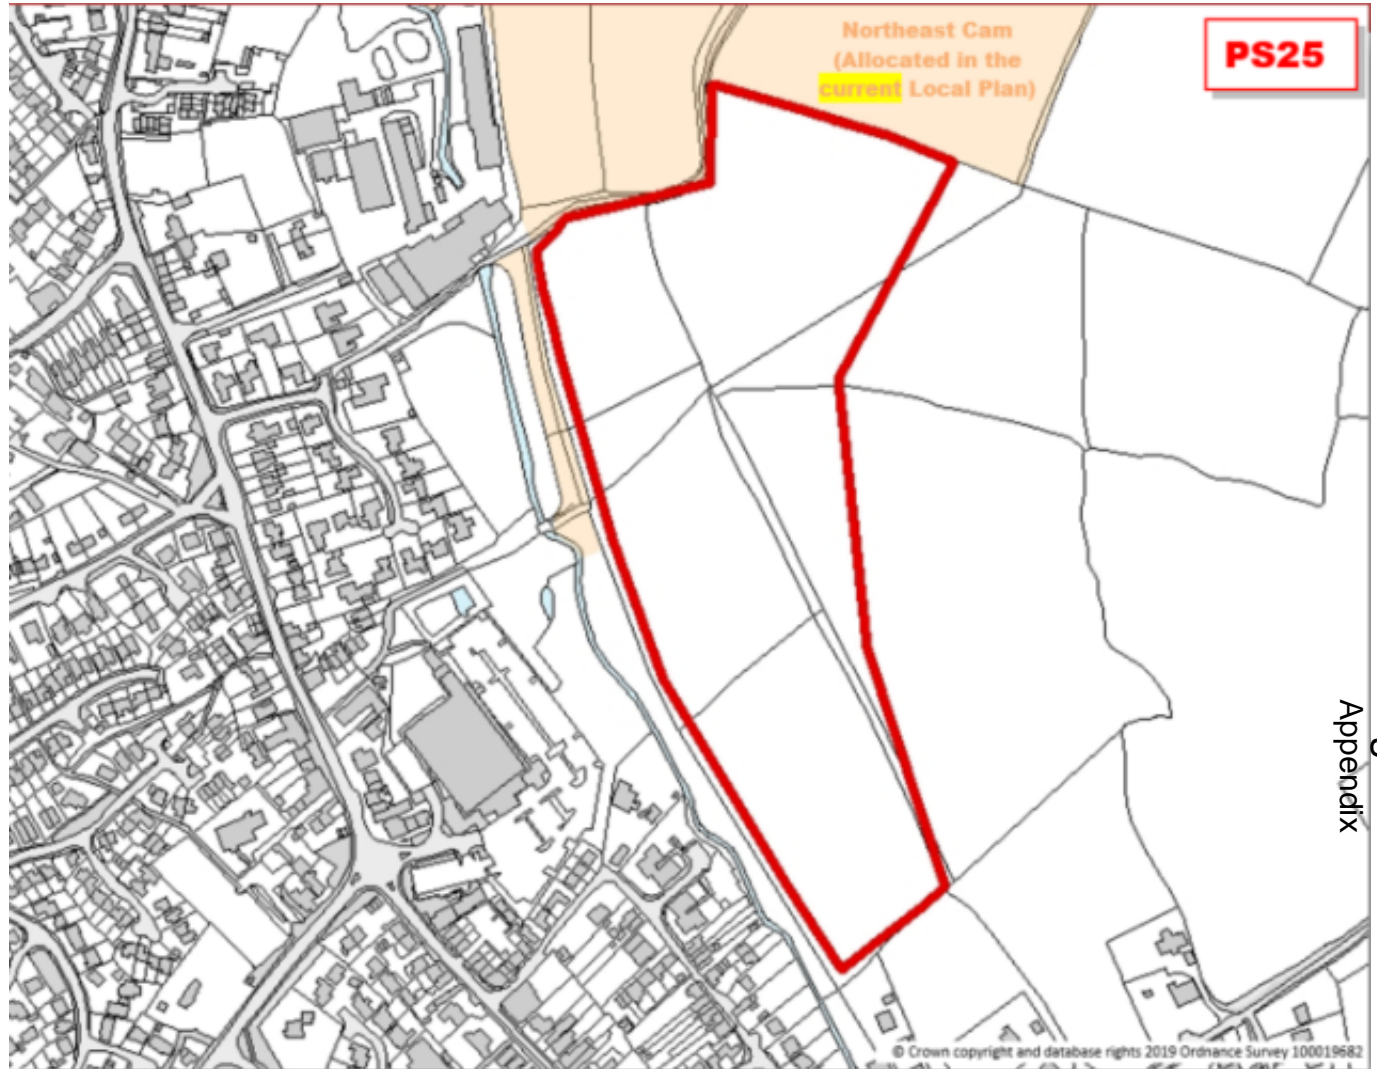 Northeast Cam
(Allocated in the
current Local Plan)
PS25
Appendix
© Crown copyright and database rights 2019 Ordnance Survey 100019682